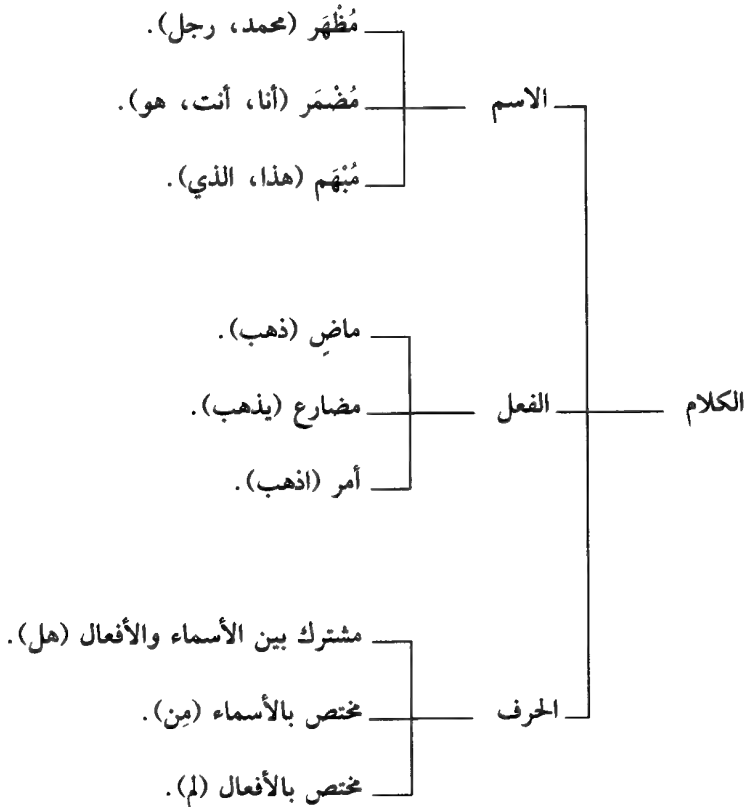 الكلام
الاسم
مُظْهَر (محمد، رجل).
مُضْمَر (أنا، أنت، هو).
مُبْهَم (هذا، الذي).
الفعل
ماضٍ (ذهب).
مضارع (يذهب).
أمر (اذهب).
الحرف
مشترك بين الأسماء والأفعال (هل).
مختص بالأسماء (مِن).
مختص بالأفعال (لم).